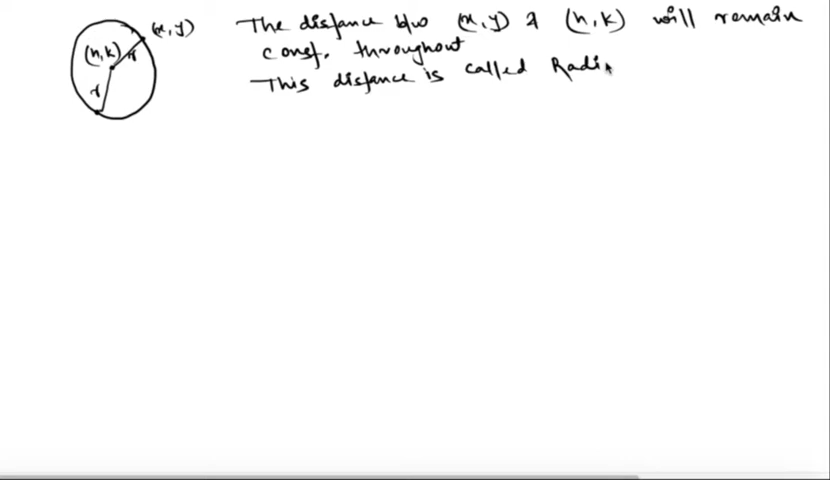 (x, y)
(h, k)
r
r
The distance b/w (x, y) & (h, k) will remain
const. throughout
This distance is called Radi